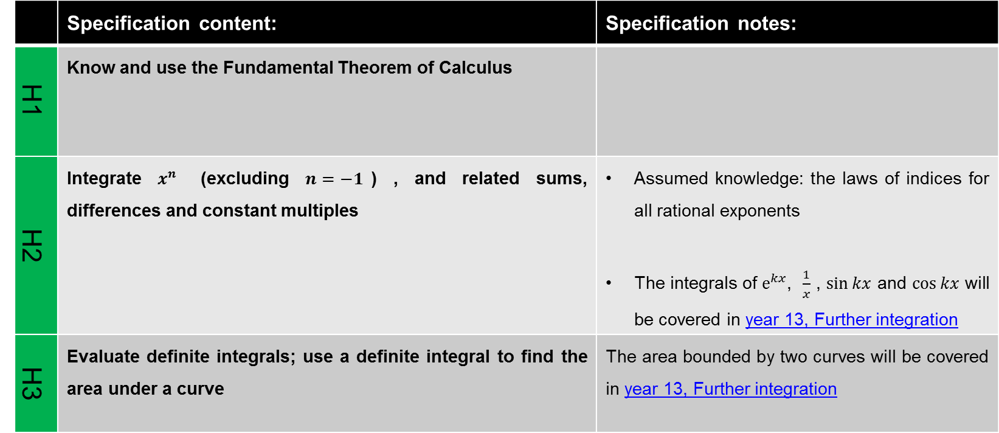 Specification content:
Specification notes:
H1
Know and use the Fundamental Theorem of Calculus
H2
Integrate xⁿ (excluding n = −1 ) , and related sums,
differences and constant multiples
• Assumed knowledge: the laws of indices for
all rational exponents
• The integrals of e^{kx}, 1/x , sin kx and cos kx will
be covered in year 13, Further integration
H3
Evaluate definite integrals; use a definite integral to find the
area under a curve
The area bounded by two curves will be covered
in year 13, Further integration